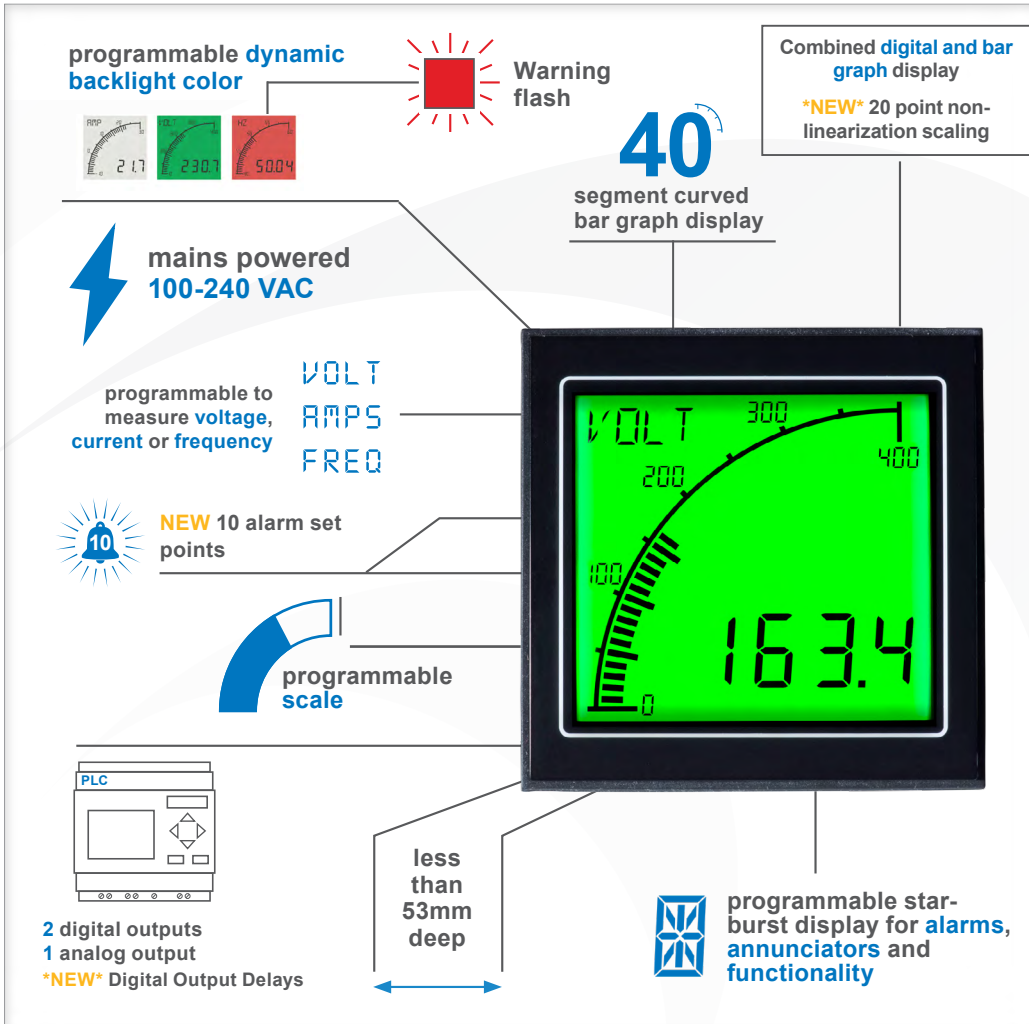 programmable dynamic
backlight color
Warning
flash
AMP
21.7
VOLT
230.7
HZ
50.04
Combined digital and bar
graph display
*NEW* 20 point non-
linearization scaling
40
segment curved
bar graph display
mains powered
100-240 VAC
programmable to
measure voltage,
current or frequency
VOLT
AMPS
FREQ
10
NEW 10 alarm set
points
programmable
scale
VOLT
300
400
200
100
0
163.4
PLC
2 digital outputs
1 analog output
*NEW* Digital Output Delays
less
than
53mm
deep
programmable star-
burst display for alarms,
annunciators and
functionality